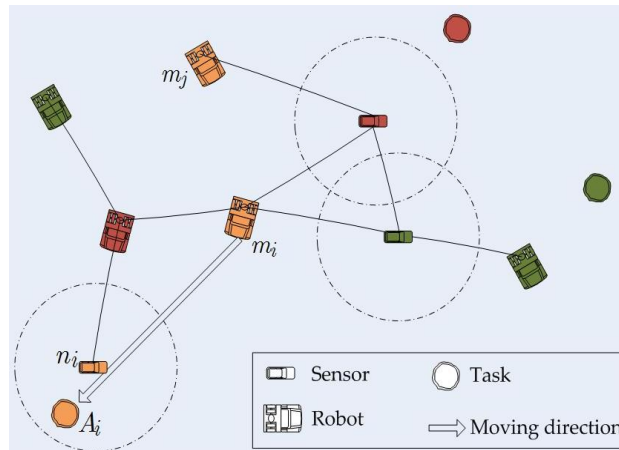 m_j
m_i
n_i
A_i
Sensor
Task
Robot
Moving direction